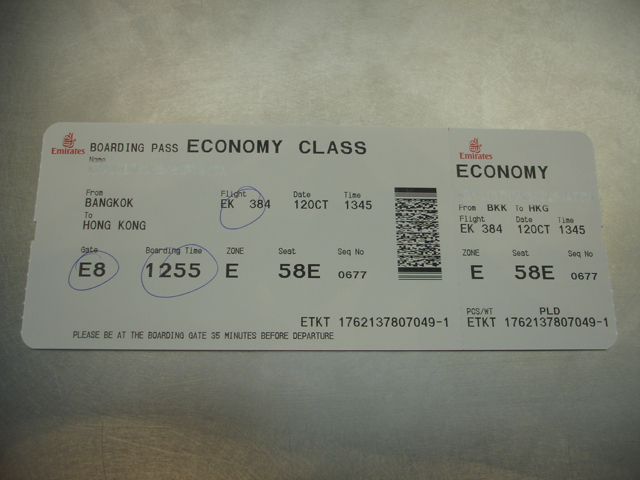 Emirates BOARDING PASS ECONOMY CLASS
Name
From
BANGKOK
To
HONG KONG
Flight Date Time
EK 384 12OCT 1345
Gate Boarding Time ZONE Seat Seq No
E8 1255 E 58E 0677
ETKT 1762137807049-1
PLEASE BE AT THE BOARDING GATE 35 MINUTES BEFORE DEPARTURE
Emirates
ECONOMY
From BKK To HKG
Flight Date Time
EK 384 12OCT 1345
ZONE Seat Seq No
E 58E 0677
PCS/WT PLD
ETKT 1762137807049-1